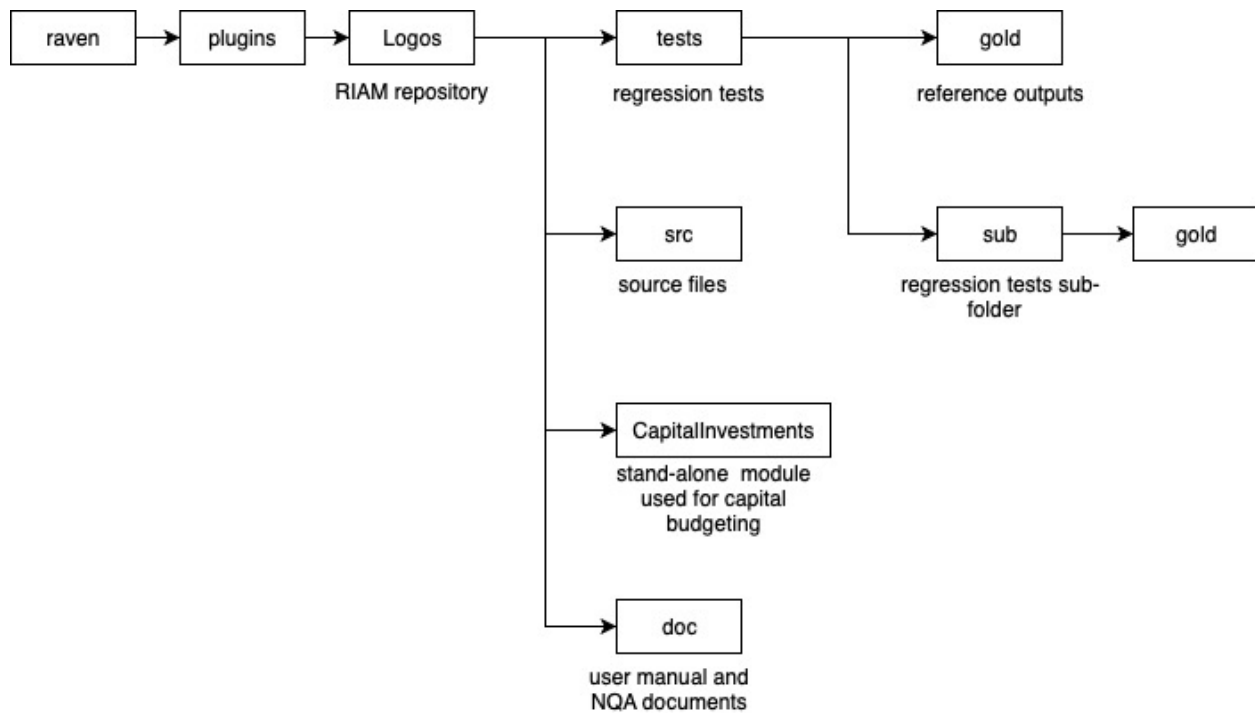 raven
plugins
Logos
tests
gold
RIAM repository
regression tests
reference outputs
src
sub
gold
source files
regression tests sub-
folder
CapitalInvestments
stand-alone module
used for capital
budgeting
doc
user manual and
NQA documents